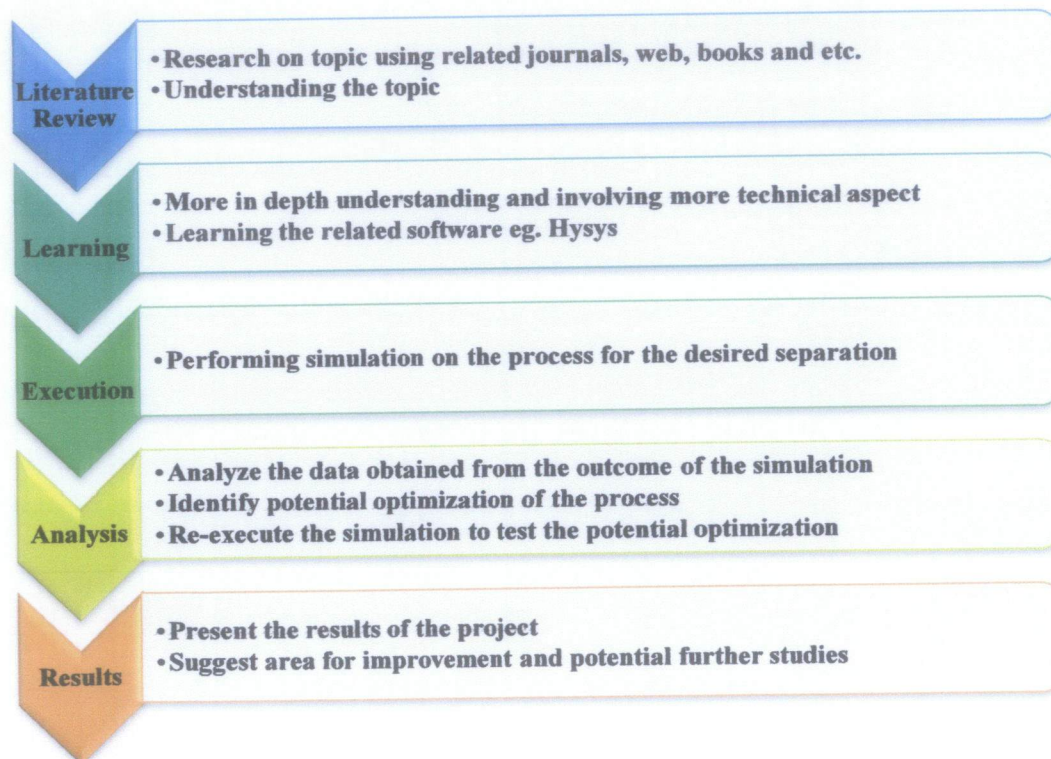 Literature
Review
• Research on topic using related journals, web, books and etc.
• Understanding the topic
Learning
• More in depth understanding and involving more technical aspect
• Learning the related software eg. Hysys
Execution
• Performing simulation on the process for the desired separation
Analysis
• Analyze the data obtained from the outcome of the simulation
• Identify potential optimization of the process
• Re-execute the simulation to test the potential optimization
Results
• Present the results of the project
• Suggest area for improvement and potential further studies